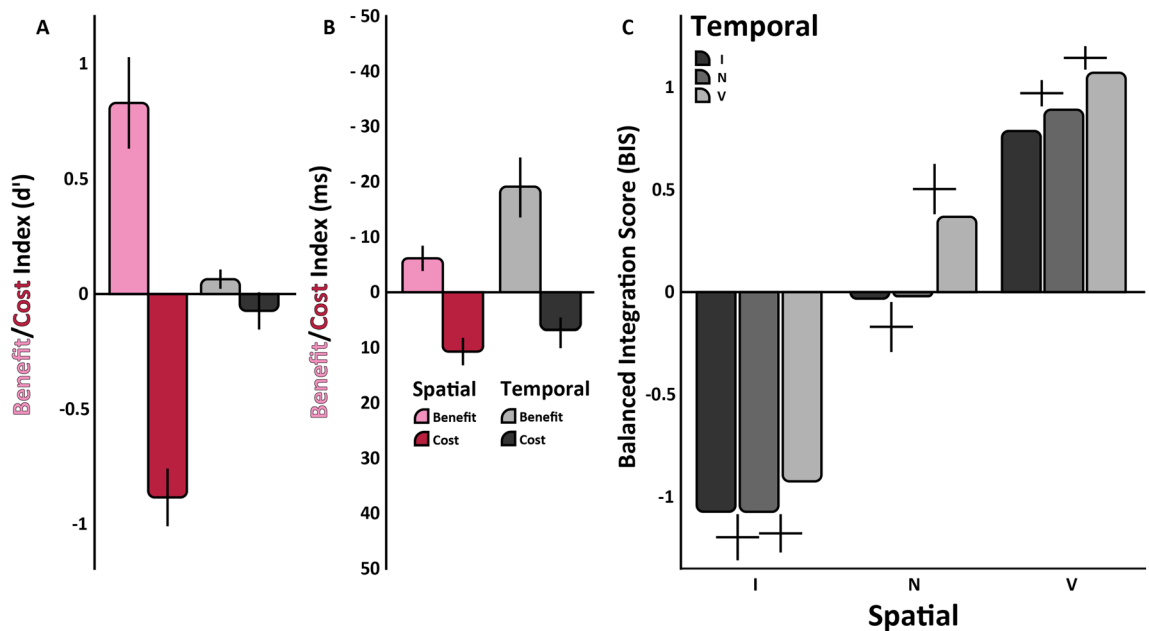 A
Benefit/Cost Index (d')
1
0.5
0
-0.5
-1
B
Benefit/Cost Index (ms)
- 50
- 40
- 30
- 20
- 10
0
10
20
30
40
50
Spatial
Benefit
Cost
Temporal
Benefit
Cost
C
Temporal
I
N
V
Balanced Integration Score (BIS)
1
0.5
0
-0.5
-1
I
N
V
Spatial